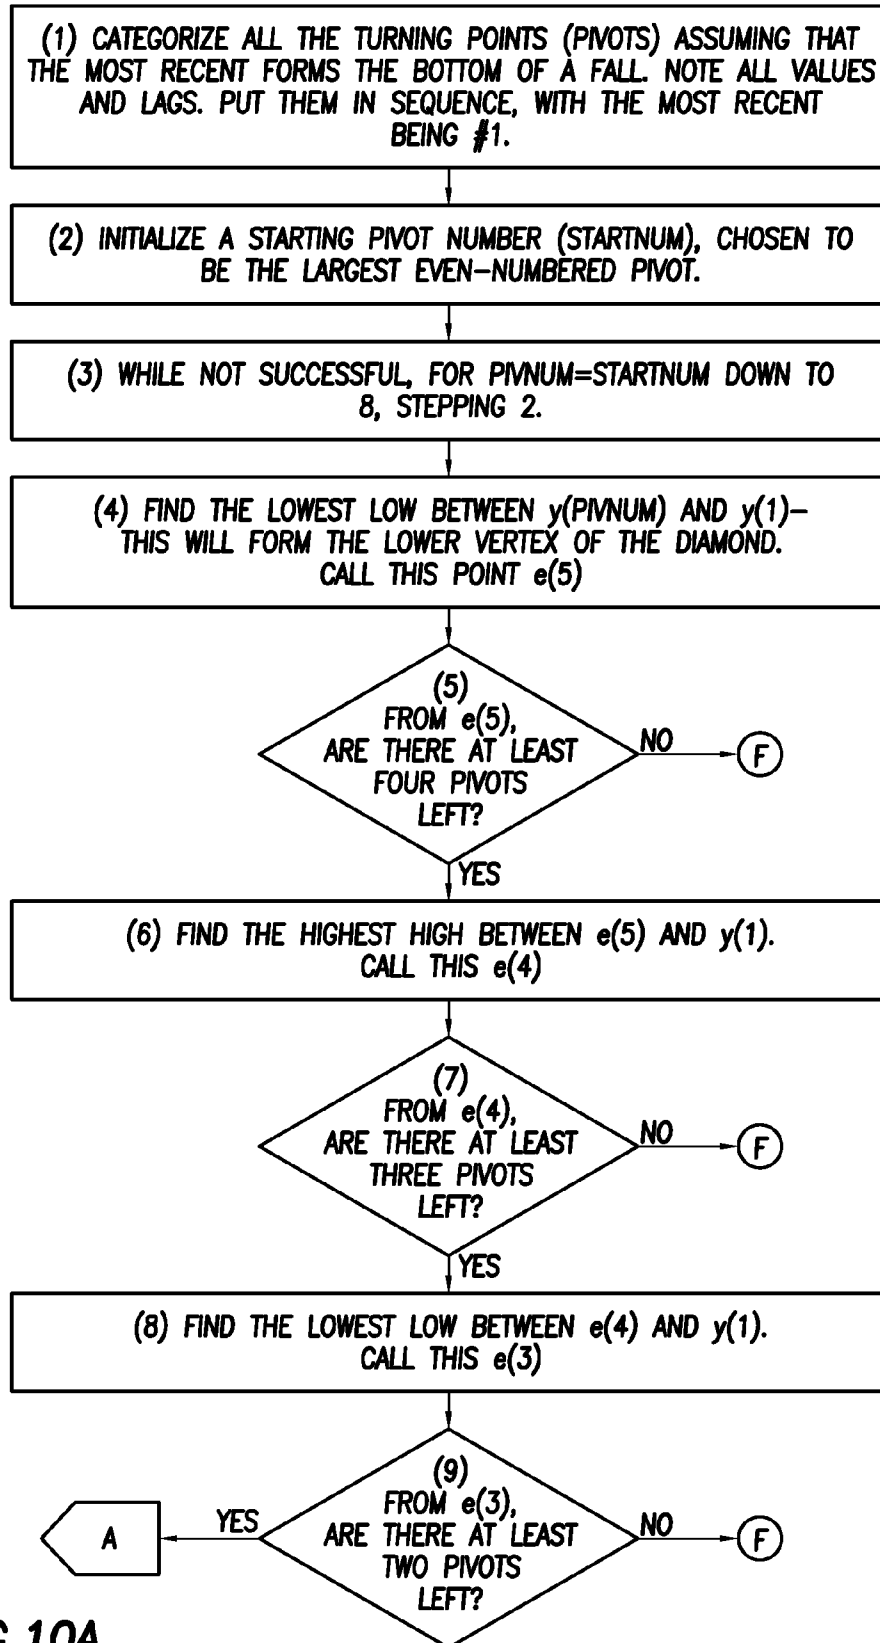 (1) CATEGORIZE ALL THE TURNING POINTS (PIVOTS) ASSUMING THAT
THE MOST RECENT FORMS THE BOTTOM OF A FALL. NOTE ALL VALUES
AND LAGS. PUT THEM IN SEQUENCE, WITH THE MOST RECENT
BEING #1.
(2) INITIALIZE A STARTING PIVOT NUMBER (STARTNUM), CHOSEN TO
BE THE LARGEST EVEN-NUMBERED PIVOT.
(3) WHILE NOT SUCCESSFUL, FOR PIVNUM=STARTNUM DOWN TO
8, STEPPING 2.
(4) FIND THE LOWEST LOW BETWEEN y(PIVNUM) AND y(1)-
THIS WILL FORM THE LOWER VERTEX OF THE DIAMOND.
CALL THIS POINT e(5)
(5)
FROM e(5),
ARE THERE AT LEAST
FOUR PIVOTS
LEFT?
NO
F
YES
(6) FIND THE HIGHEST HIGH BETWEEN e(5) AND y(1).
CALL THIS e(4)
(7)
FROM e(4),
ARE THERE AT LEAST
THREE PIVOTS
LEFT?
NO
F
YES
(8) FIND THE LOWEST LOW BETWEEN e(4) AND y(1).
CALL THIS e(3)
(9)
FROM e(3),
ARE THERE AT LEAST
TWO PIVOTS
LEFT?
YES
A
NO
F
10A